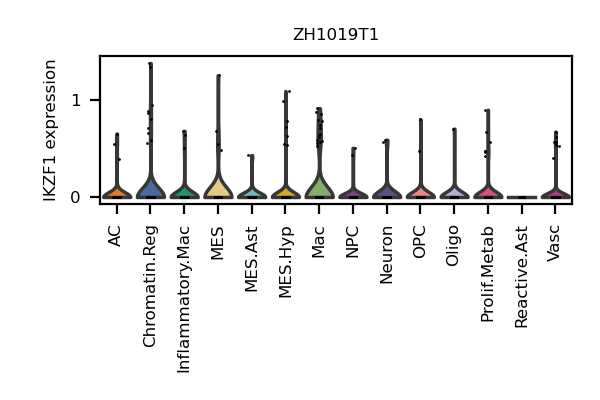 ZH1019T1
IKZF1 expression
1
0
AC
Chromatin.Reg
Inflammatory.Mac
MES
MES.Ast
MES.Hyp
Mac
NPC
Neuron
OPC
Oligo
Prolif.Metab
Reactive.Ast
Vasc